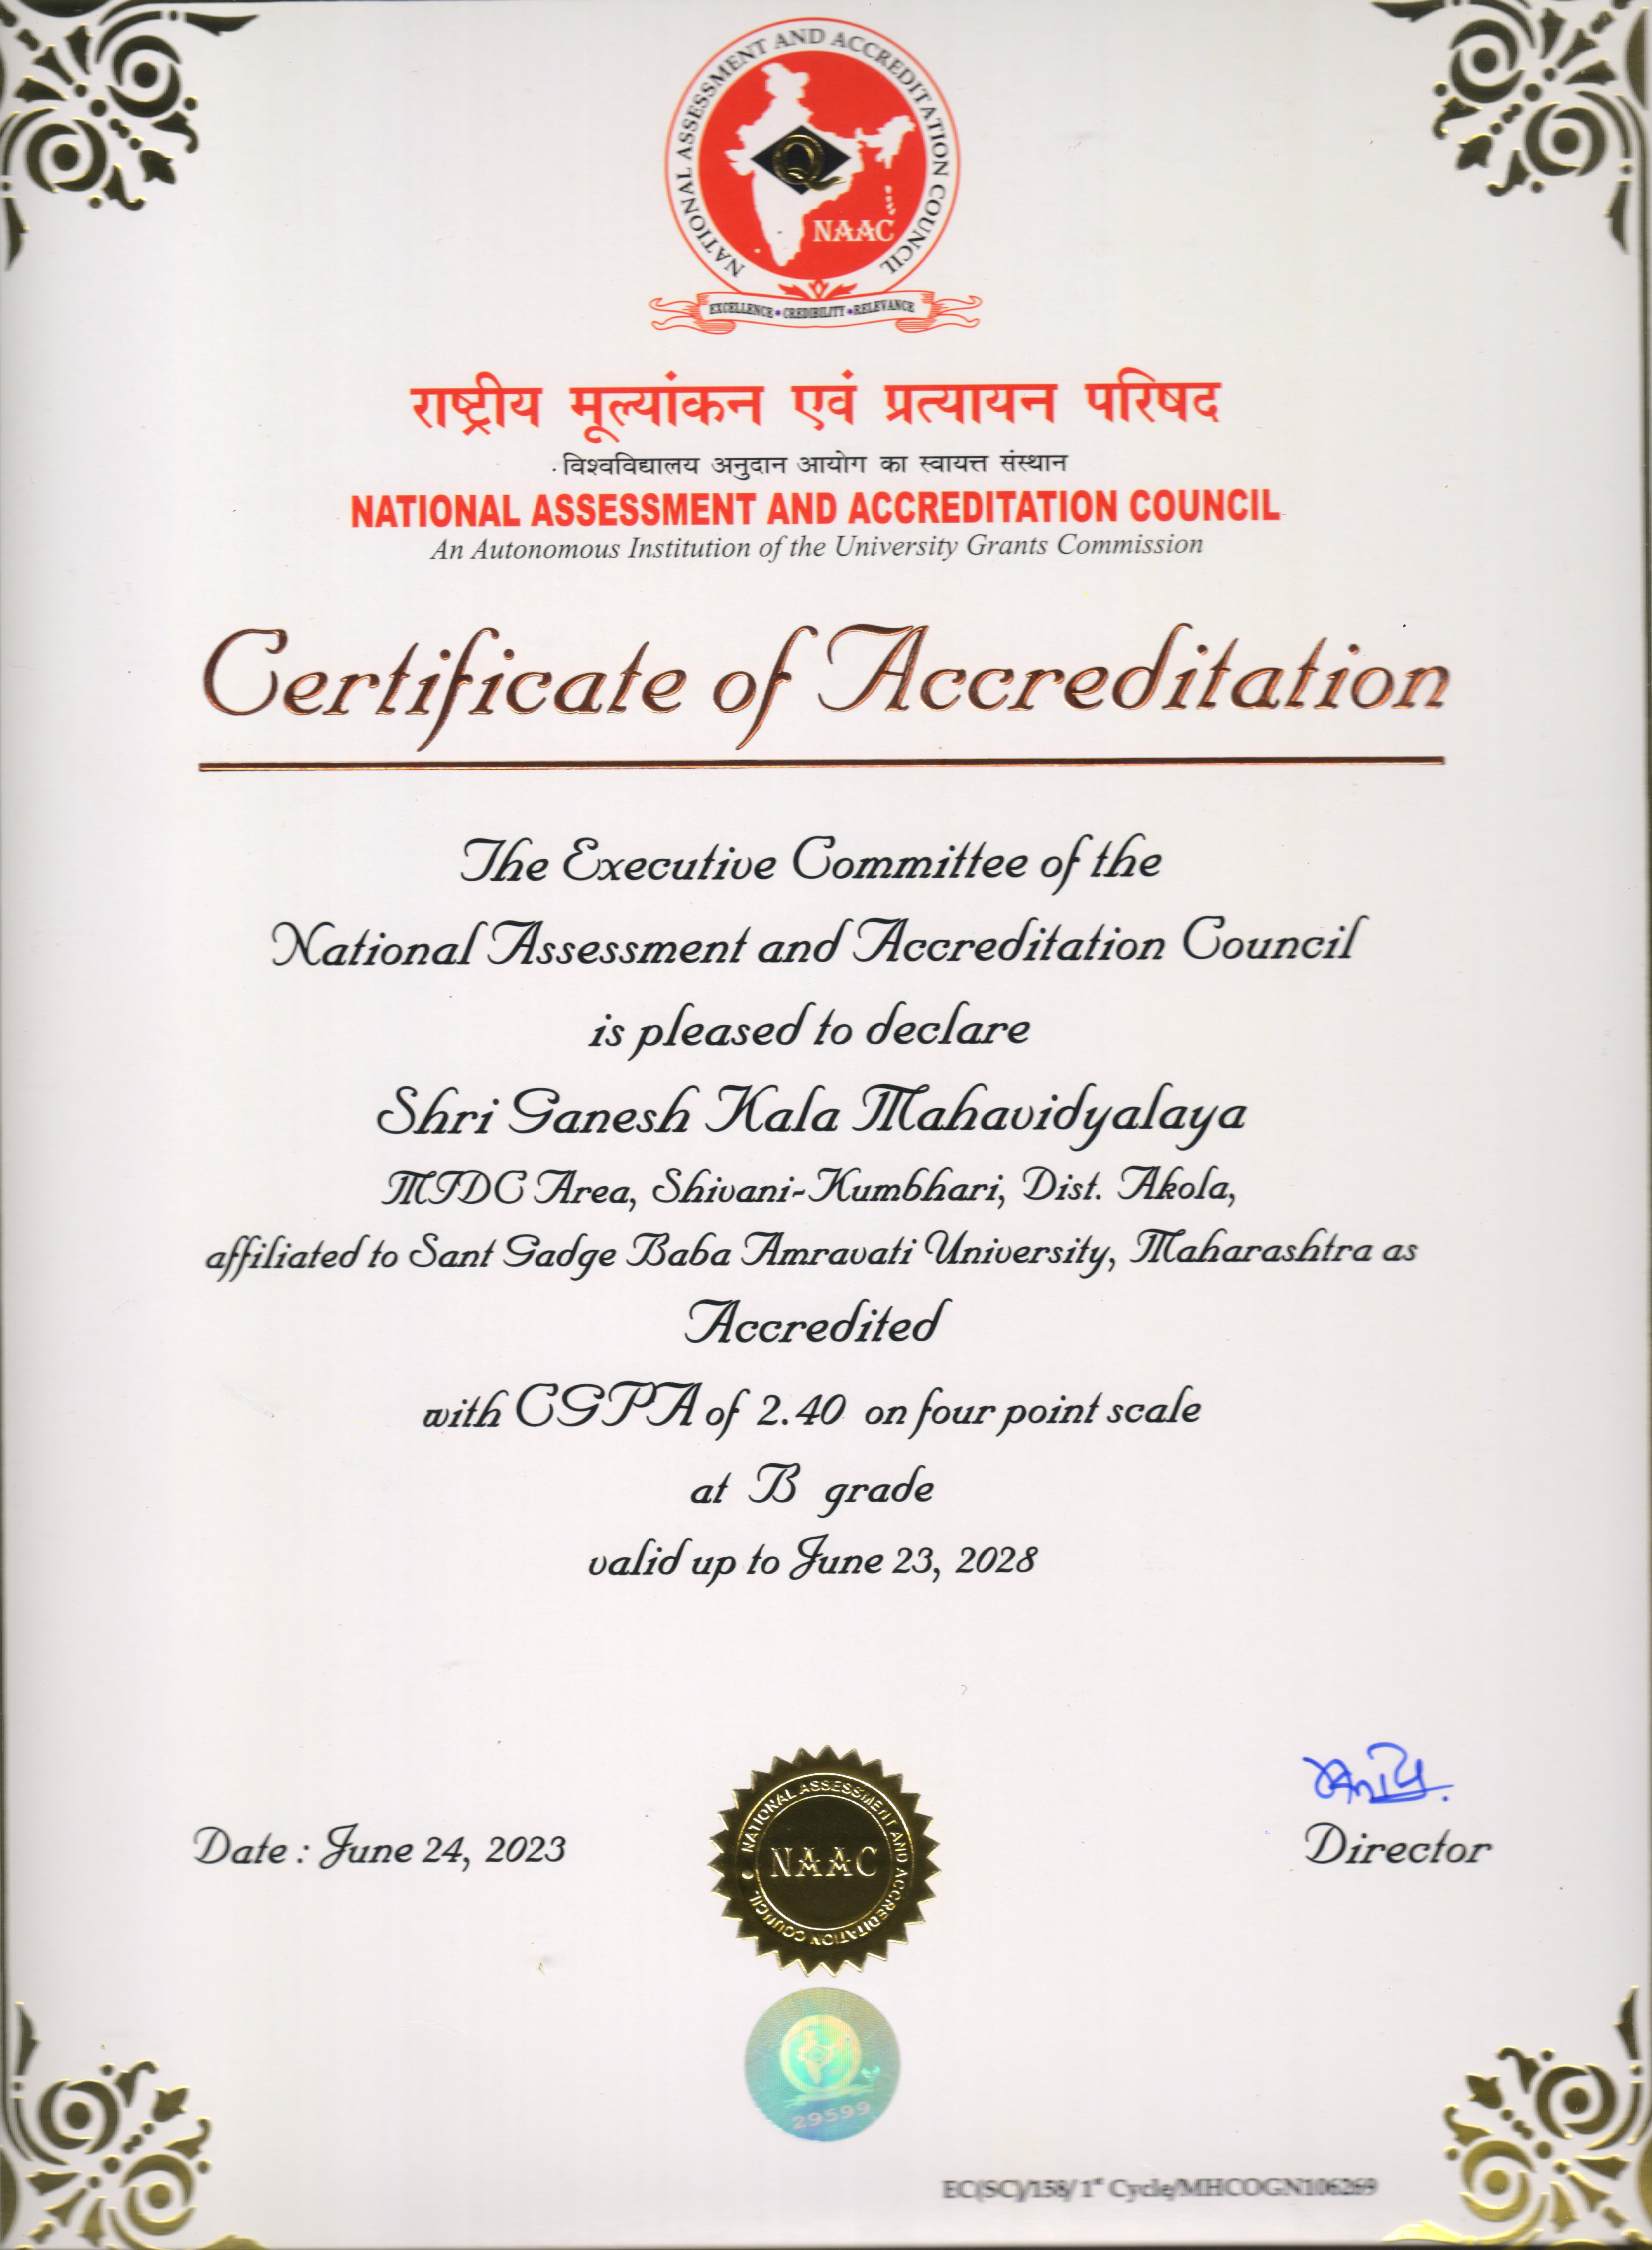 NATIONAL ASSESSMENT AND ACCREDITATION COUNCIL
Q
NAAC
EXCELLENCE • CREDIBILITY • RELEVANCE
राष्ट्रीय मूल्यांकन एवं प्रत्यायन परिषद
विश्वविद्यालय अनुदान आयोग का स्वायत्त संस्थान
NATIONAL ASSESSMENT AND ACCREDITATION COUNCIL
An Autonomous Institution of the University Grants Commission
Certificate of Accreditation
The Executive Committee of the
National Assessment and Accreditation Council
is pleased to declare
Shri Ganesh Kala Mahavidyalaya
MIDC Area, Shivani-Kumbhari, Dist. Akola,
affiliated to Sant Gadge Baba Amravati University, Maharashtra as
Accredited
with CGPA of 2.40 on four point scale
at B grade
valid up to June 23, 2028
Date : June 24, 2023
NATIONAL ASSESSMENT AND ACCREDITATION COUNCIL
NAAC
Director
29599
EC(SC)/158/1st Cycle/MHCOGN106269